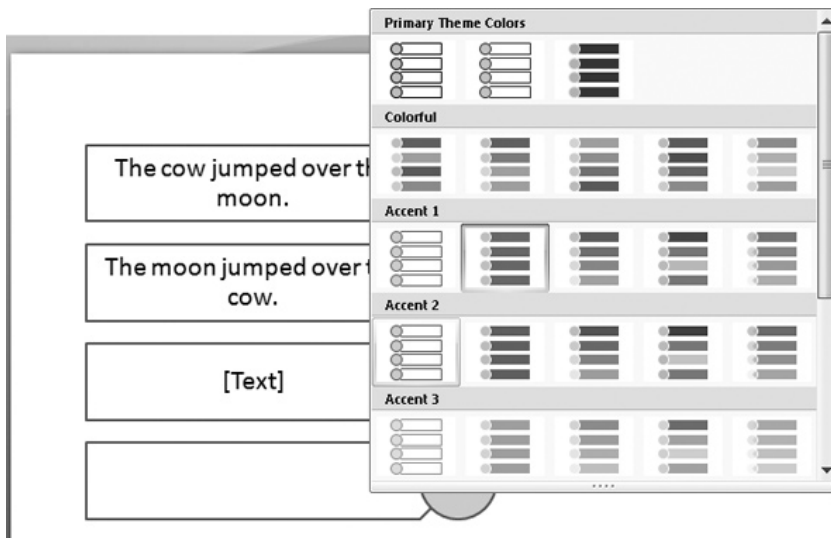 Primary Theme Colors
Colorful
Accent 1
Accent 2
Accent 3
The cow jumped over th
moon.
The moon jumped over t
cow.
[Text]